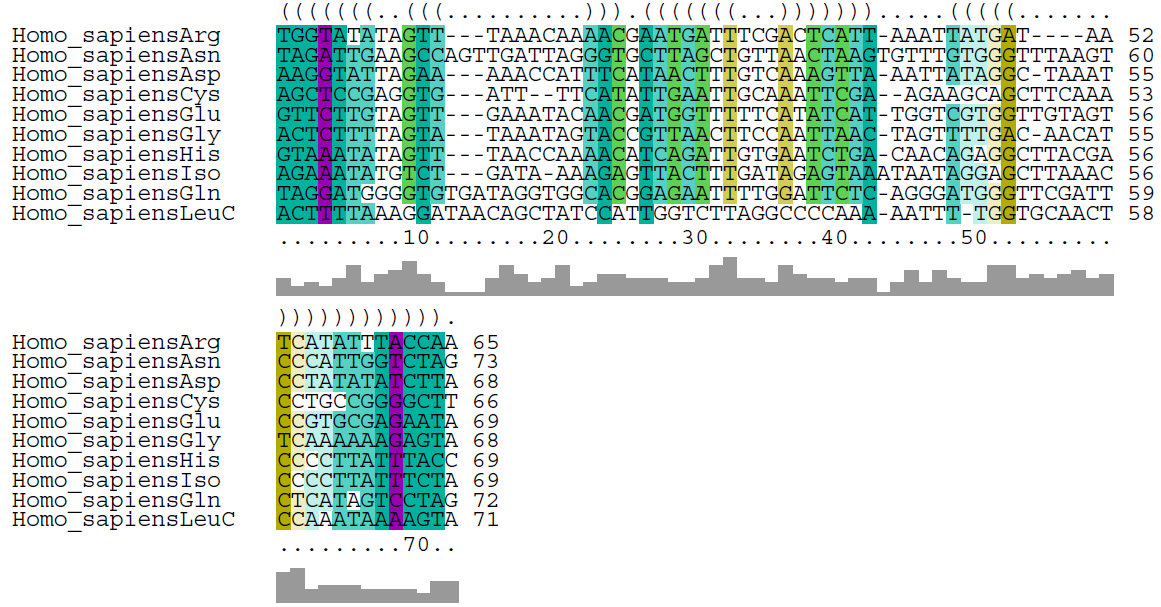 (((((((..(((..........))).(((((((...))))))).....(((((.......
Homo_sapiensArg TGGTATATAGTT---TAAACAAAACGAATGATTTCGACTCATT-AAATTATGAT----AA 52
Homo_sapiensAsn TAGATTGAAGCCAGTTGATTAGGGTGCTTAGCTGTTAACTAAGTGTTTGTGGGTTTAAGT 60
Homo_sapiensAsp AAGGTATTAGAA---AAACCATTTCATAACTTTGTCAAAGTTA-AATTATAGGC-TAAAT 55
Homo_sapiensCys AGCTCCGAGGTG---ATT--TTCATATTGAATTGCAAATTCGA--AGAAGCAGCTTCAAA 53
Homo_sapiensGlu GTTCTTGTAGTT---GAAATACAACGATGGTTTTTCATATCAT-TGGTCGTGGTTGTAGT 56
Homo_sapiensGly ACTCTTTTAGTA---TAAATAGTACCGTTAACTTCCAATTAAC-TAGTTTTGAC-AACAT 55
Homo_sapiensHis GTAAATATAGTT---TAACCAAAACATCAGATTGTGAATCTGA-CAACAGAGGCTTACGA 56
Homo_sapiensIso AGAAATATGTCT---GATA-AAAGAGTTACTTTGATAGAGTAAATAATAGGAGCTTAAAC 56
Homo_sapiensGln TAGGATGGGGTGTGATAGGTGGCACGGAGAATTTTGGATTCTC-AGGGATGGGTTCGATT 59
Homo_sapiensLeuC ACTTTTAAAGGATAACAGCTATCCATTGGTCTTAGGCCCCAAA-AATTT-TGGTGCAACT 58
.........10........20........30........40........50.........
)))))))))))).
Homo_sapiensArg TCATATTTACCAA 65
Homo_sapiensAsn CCCATTGGTCTAG 73
Homo_sapiensAsp CCTATATATCTTA 68
Homo_sapiensCys CCTGCCGGGGCTT 66
Homo_sapiensGlu CCGTGCGAGAATA 69
Homo_sapiensGly TCAAAAAAGAGTA 68
Homo_sapiensHis CCCCTTATTTACC 69
Homo_sapiensIso CCCCTTATTTCTA 69
Homo_sapiensGln CTCATAGTCCTAG 72
Homo_sapiensLeuC CCAAATAAAAGTA 71
.........70..